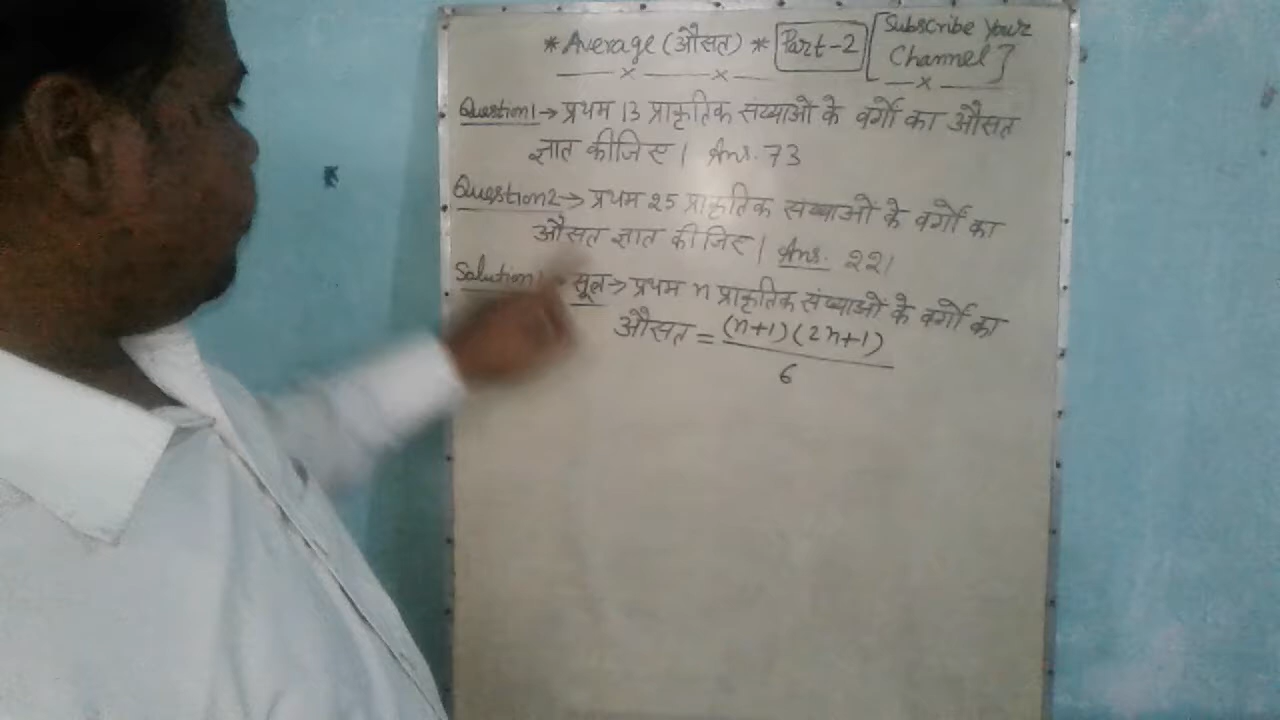 * Average (औसत) * Part-2 [Subscribe Your
Channel]
Question1→ प्रथम 13 प्राकृतिक संख्याओं के वर्गों का औसत
ज्ञात कीजिए। Ans. 73
Question2→ प्रथम 25 प्राकृतिक संख्याओं के वर्गों का
औसत ज्ञात कीजिए। Ans. 221
Solution1 सूत्र→ प्रथम n प्राकृतिक संख्याओं के वर्गों का
औसत = (n+1)(2n+1)
6